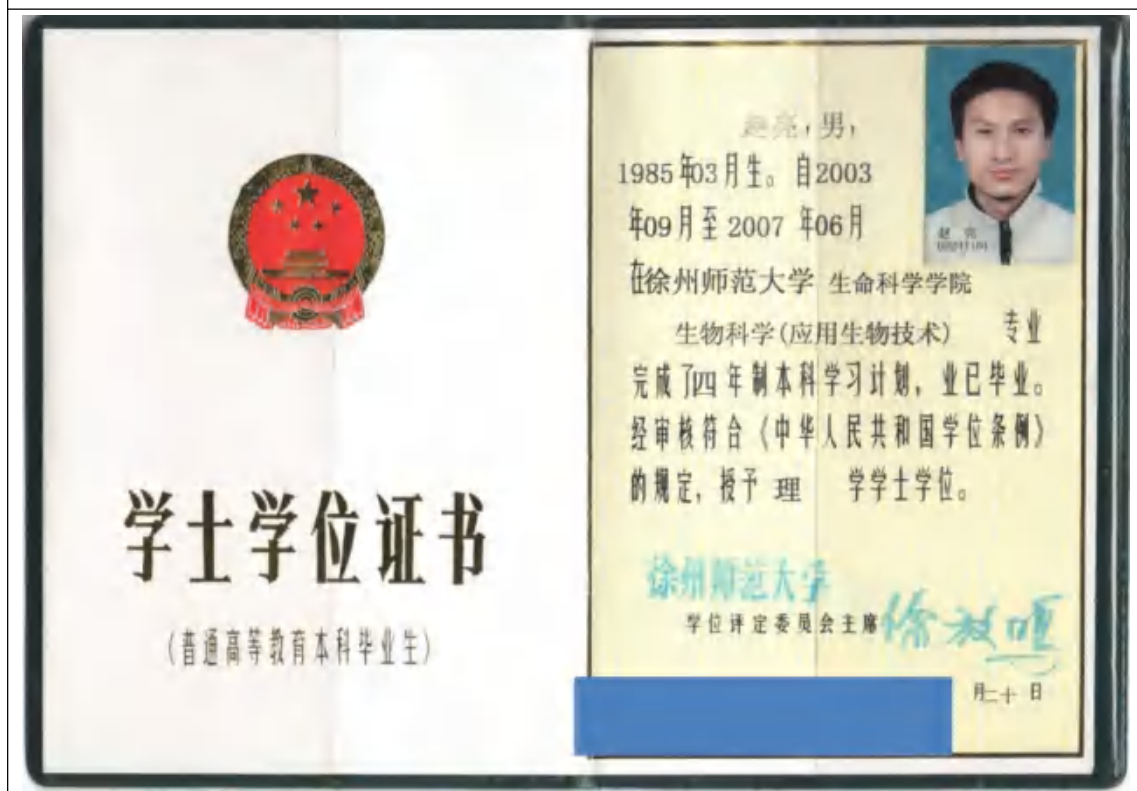 学士学位证书
(普通高等教育本科毕业生)
赵亮,男,
1985年03月生。自2003
年09月至2007 年06月
在徐州师范大学 生命科学学院
生物科学(应用生物技术) 专业
完成了四年制本科学习计划,业已毕业。
经审核符合《中华人民共和国学位条例》
的规定,授予 理 学学士学位。
赵 亮
徐州师范大学
学位评定委员会主席
月二十日